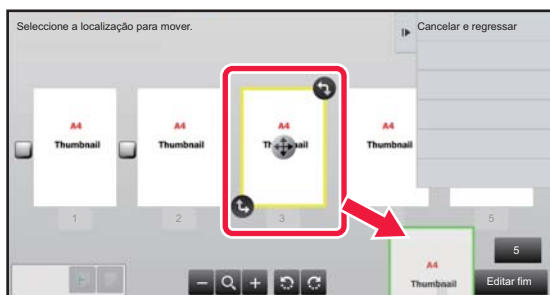 Seleccione a localização para mover.
Cancelar e regressar
A4
Thumbnail
A4
Thumbnail
A4
Th ail
A4
Thumbnail
1
2
3
5
A4
Thumbnail
5
Editar fim